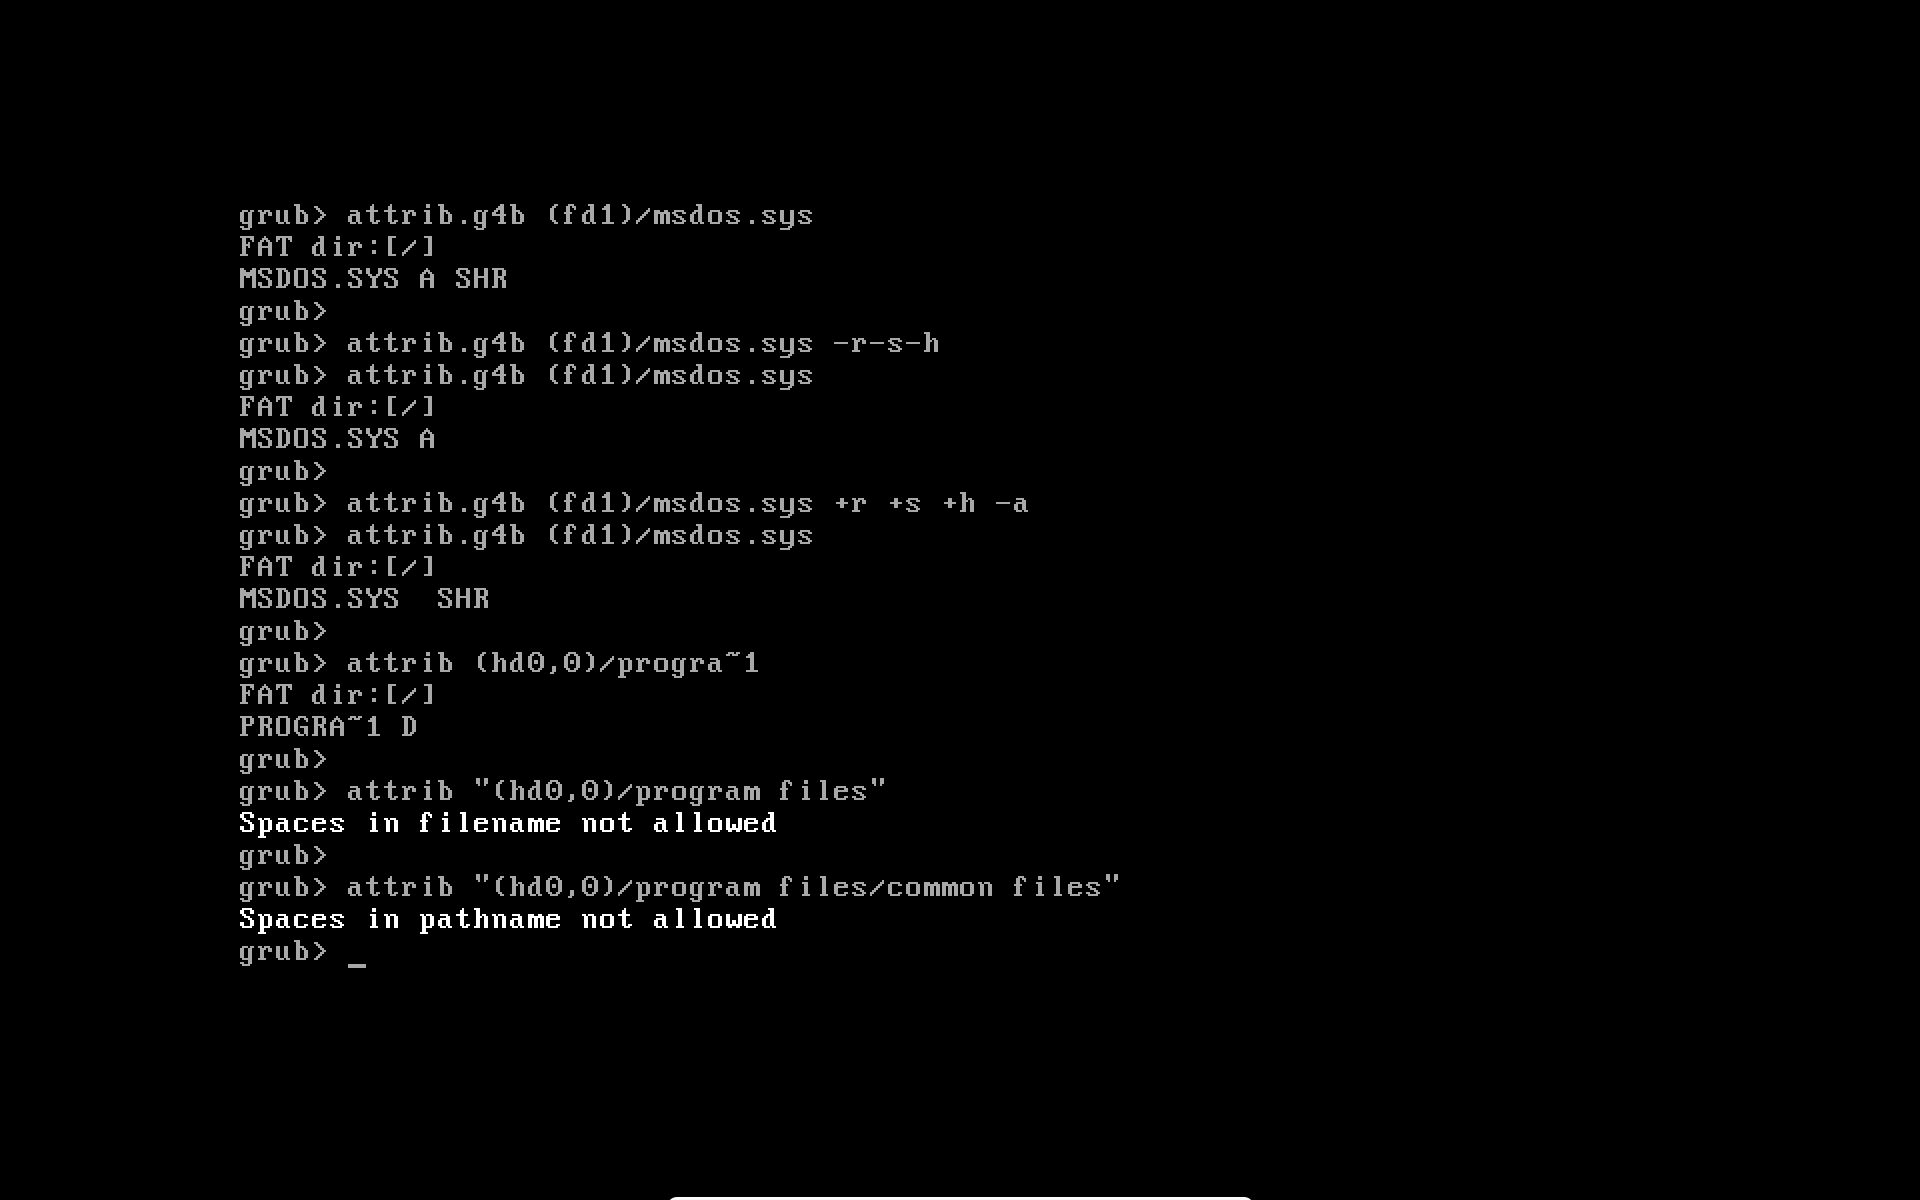 grub> attrib.g4b (fd1)/msdos.sys
FAT dir:[/]
MSDOS.SYS A SHR
grub>
grub> attrib.g4b (fd1)/msdos.sys -r-s-h
grub> attrib.g4b (fd1)/msdos.sys
FAT dir:[/]
MSDOS.SYS A
grub>
grub> attrib.g4b (fd1)/msdos.sys +r +s +h -a
grub> attrib.g4b (fd1)/msdos.sys
FAT dir:[/]
MSDOS.SYS  SHR
grub>
grub> attrib (hd0,0)/progra~1
FAT dir:[/]
PROGRA~1 D
grub>
grub> attrib "(hd0,0)/program files"
Spaces in filename not allowed
grub>
grub> attrib "(hd0,0)/program files/common files"
Spaces in pathname not allowed
grub> _